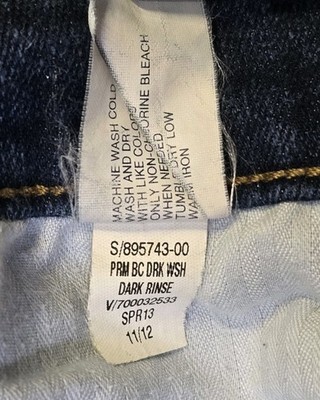 MACHINE WASH COLD
WASH AND DRY
WITH LIKE COLORS
ONLY NON-CHLORINE BLEACH
WHEN NEEDED
TUMBLE DRY LOW
WARM IRON
S/895743-00
PRM BC DRK WSH
DARK RINSE
V/700032533
SPR13
11/12